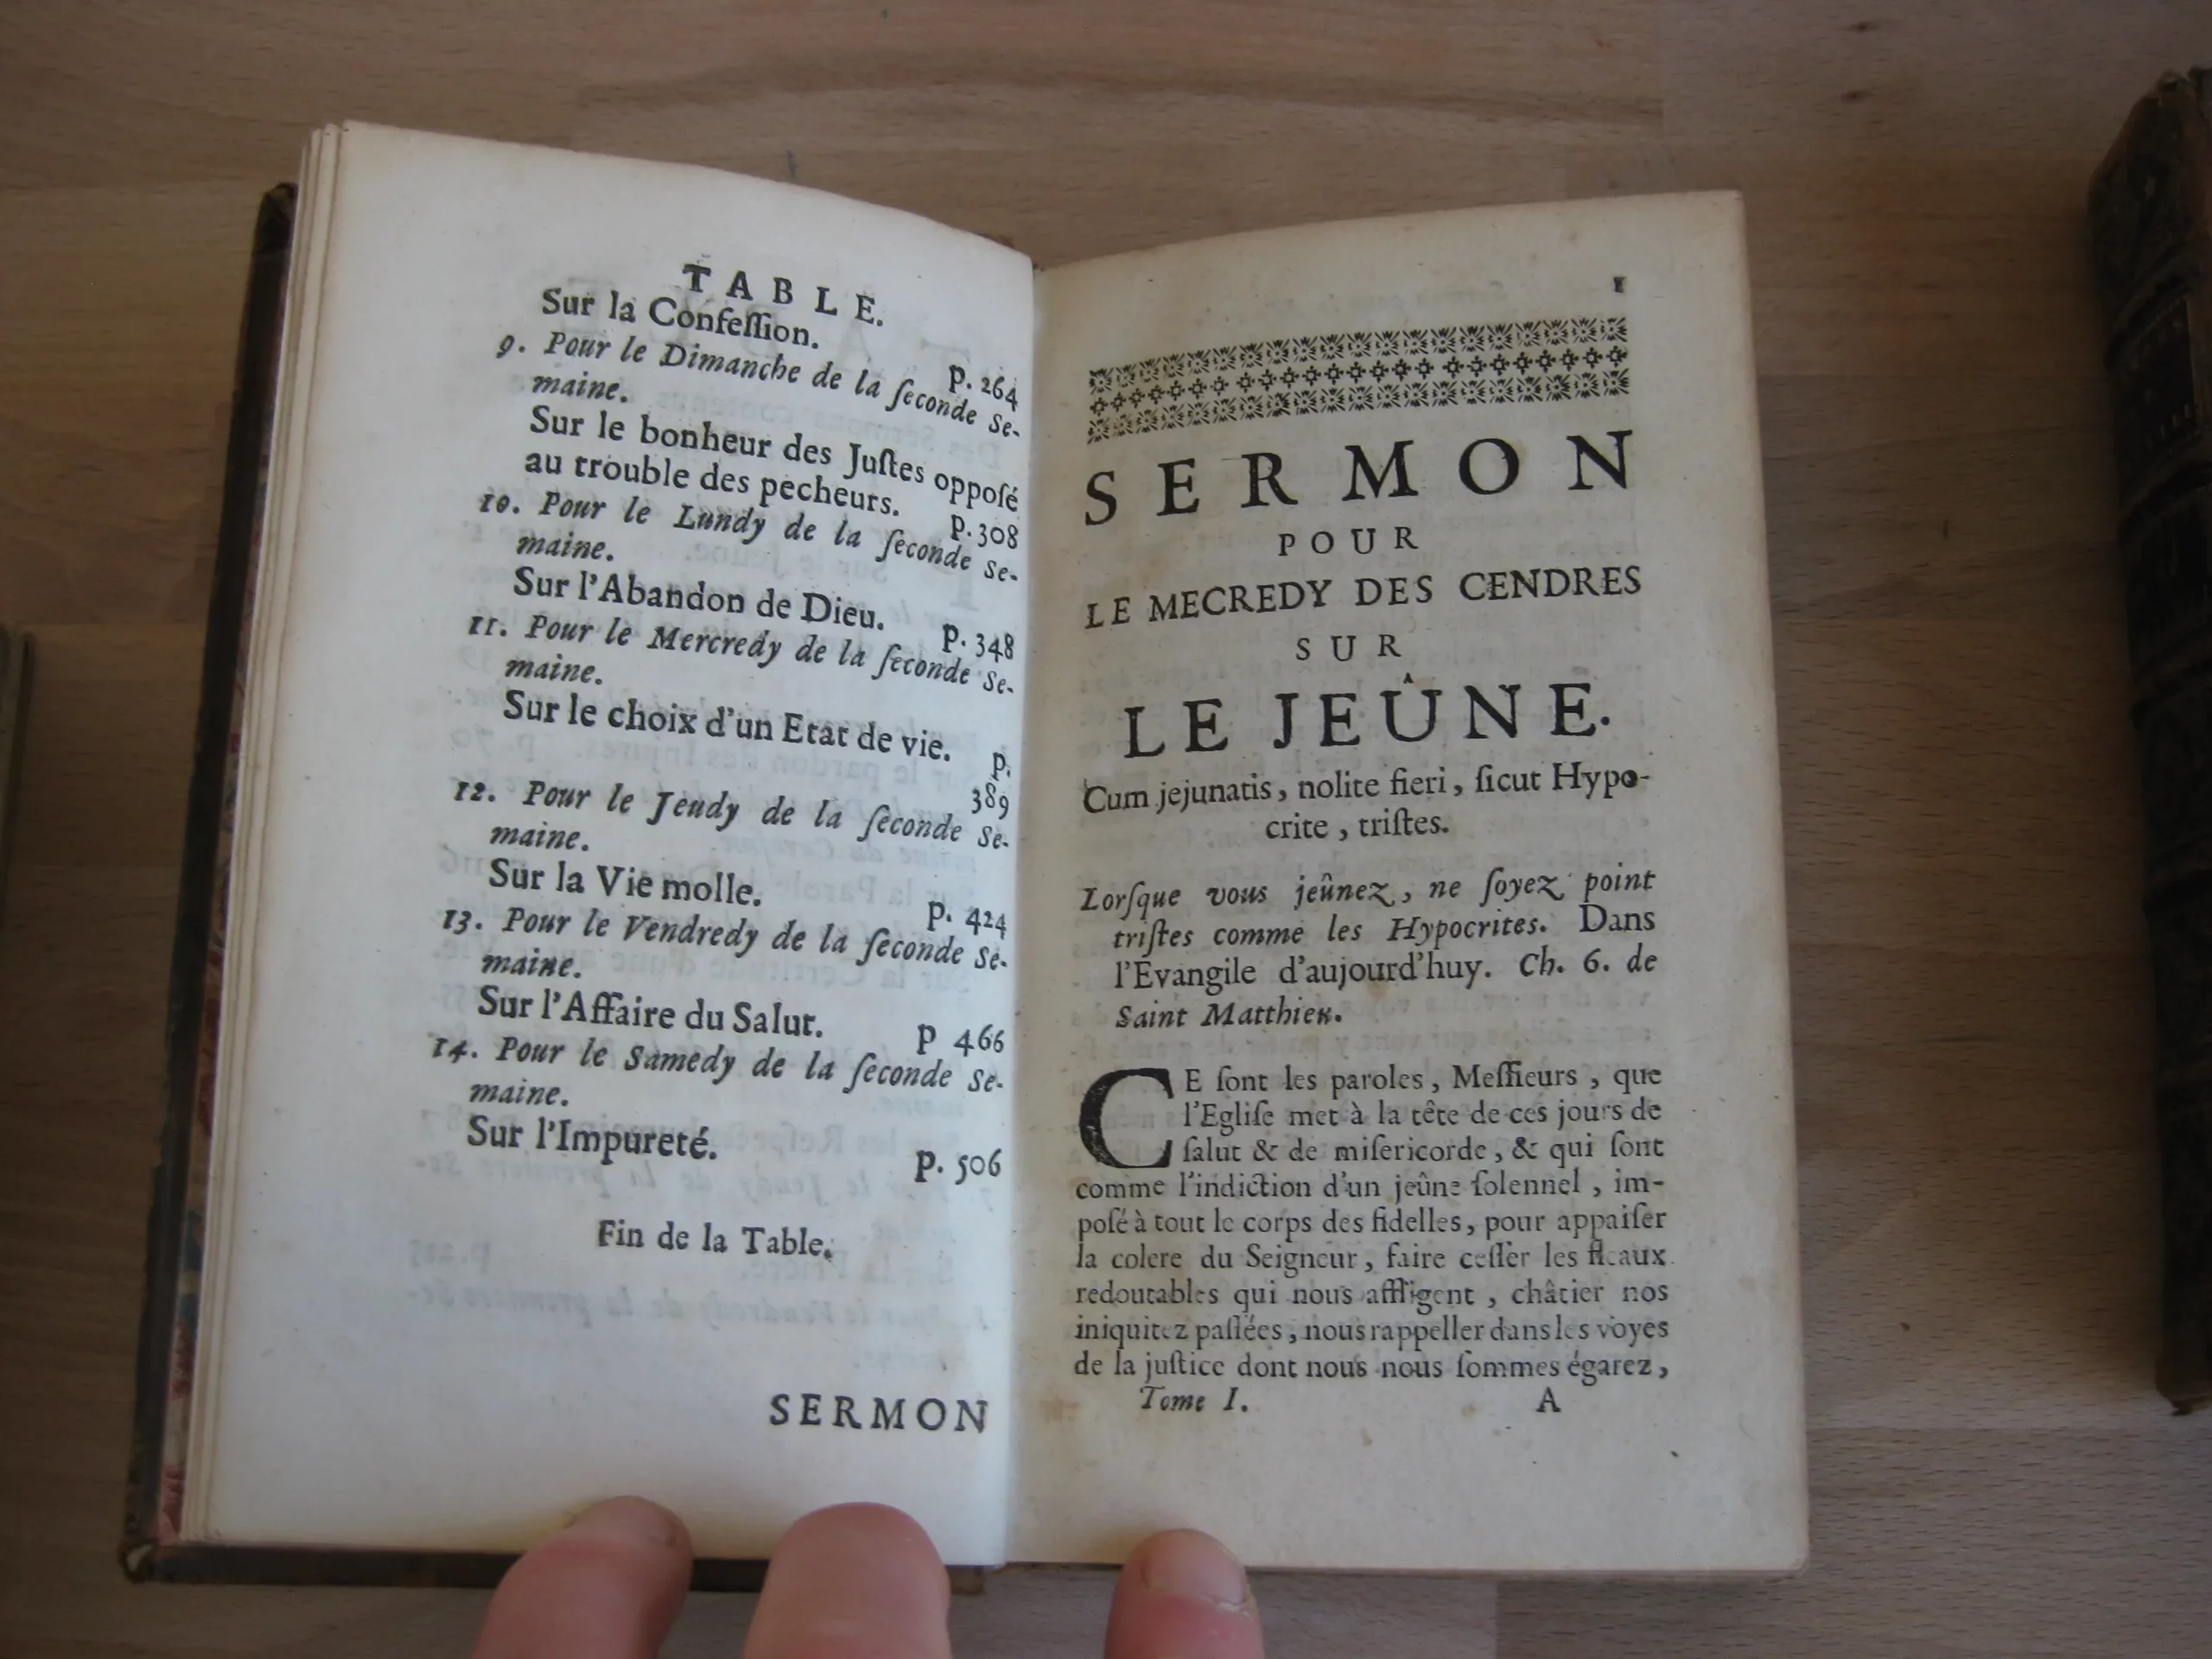 TABLE.
Sur la Confeſſion. p. 264
9. Pour le Dimanche de la ſeconde Se-
maine.
Sur le bonheur des Juſtes oppoſé
au trouble des pecheurs. p. 308
10. Pour le Lundy de la ſeconde Se-
maine.
Sur l'Abandon de Dieu. p. 348
11. Pour le Mercredy de la ſeconde Se-
maine.
Sur le choix d'un Etat de vie. p.
389
12. Pour le Jeudy de la ſeconde Se-
maine.
Sur la Vie molle. p. 424
13. Pour le Vendredy de la ſeconde Se-
maine.
Sur l'Affaire du Salut. p 466
14. Pour le Samedy de la ſeconde Se-
maine.
Sur l'Impureté. p. 506
Fin de la Table.
SERMON
1
SERMON
POUR
LE MECREDY DES CENDRES
SUR
LE JEÛNE.
Cum jejunatis, nolite fieri, ſicut Hypo-
crite, triſtes.
Lorſque vous jeûnez, ne ſoyez point
triſtes comme les Hypocrites. Dans
l'Evangile d'aujourd'huy. Ch. 6. de
Saint Matthieu.
CE ſont les paroles, Meſſieurs, que
l'Egliſe met à la tête de ces jours de
ſalut & de miſericorde, & qui ſont
comme l'indiction d'un jeûne ſolennel, im-
poſé à tout le corps des fidelles, pour appaiſer
la colere du Seigneur, faire ceſſer les fleaux
redoutables qui nous affligent, châtier nos
iniquitez paſſées, nous rappeller dans les voyes
de la juſtice dont nous nous ſommes égarez,
Tome I. A